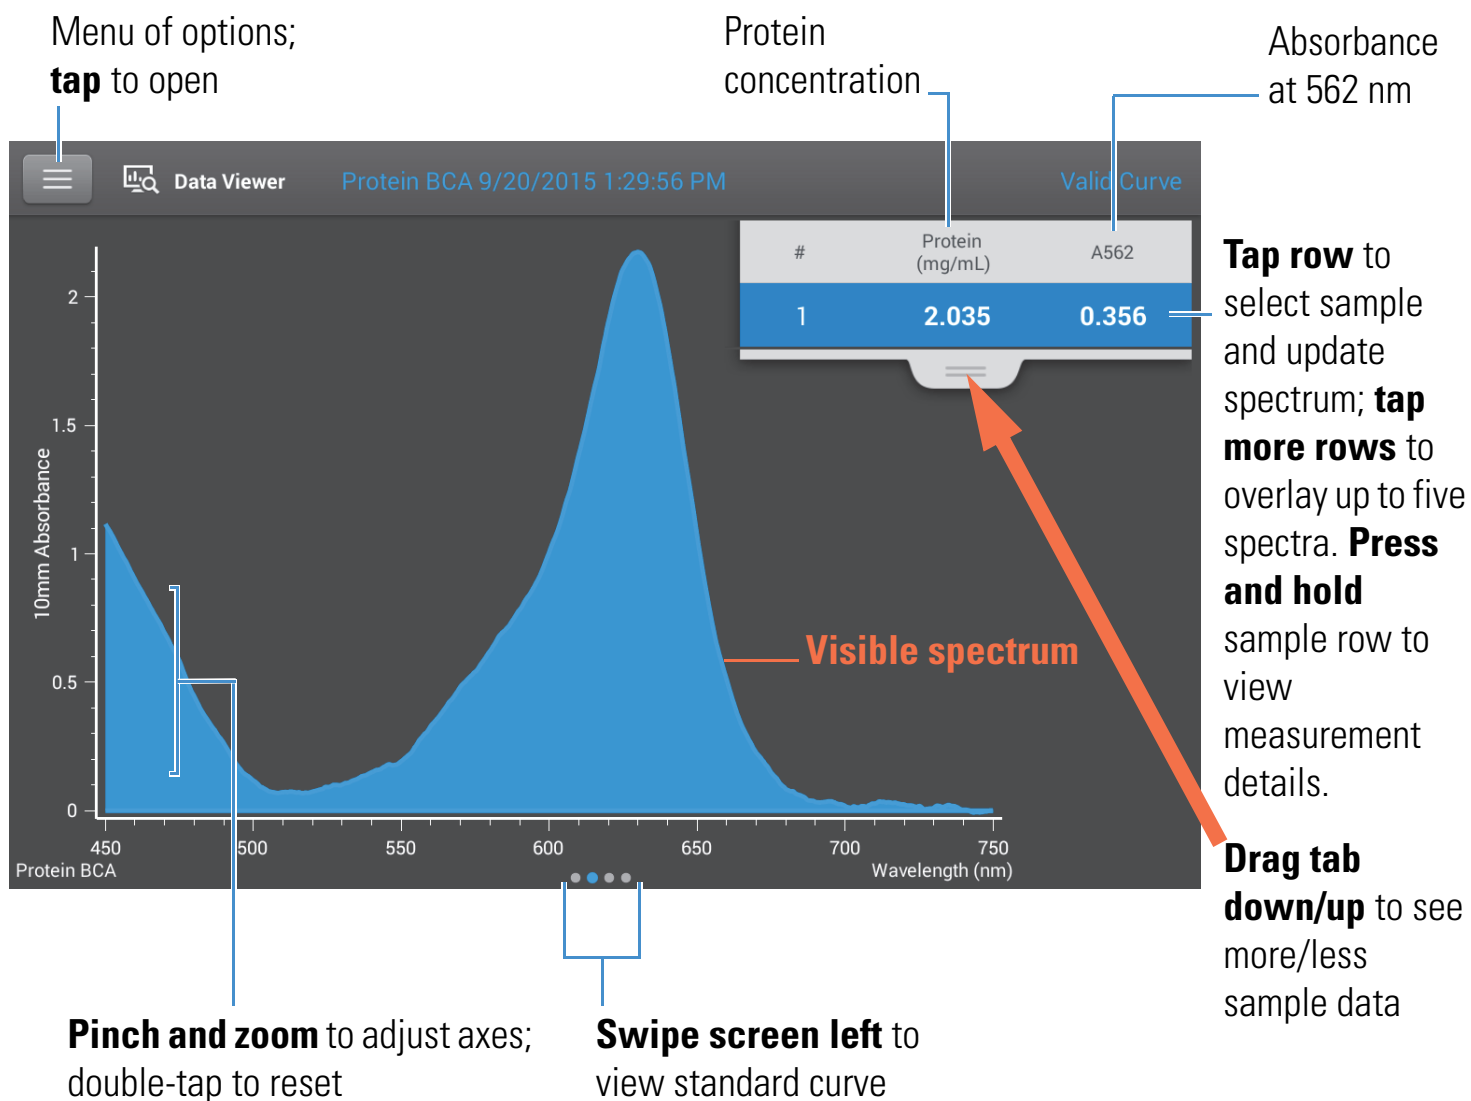 Menu of options;
tap to open
Protein
concentration
Absorbance
at 562 nm
Data Viewer
Protein BCA 9/20/2015 1:29:56 PM
Valid Curve
#
Protein
(mg/mL)
A562
1
2.035
0.356
Tap row to
select sample
and update
spectrum; tap
more rows to
overlay up to five
spectra. Press
and hold
sample row to
view
measurement
details.
Drag tab
down/up to see
more/less
sample data
10mm Absorbance
2
1.5
1
0.5
0
Visible spectrum
450
500
550
600
650
700
750
Protein BCA
Wavelength (nm)
Pinch and zoom to adjust axes;
double-tap to reset
Swipe screen left to
view standard curve